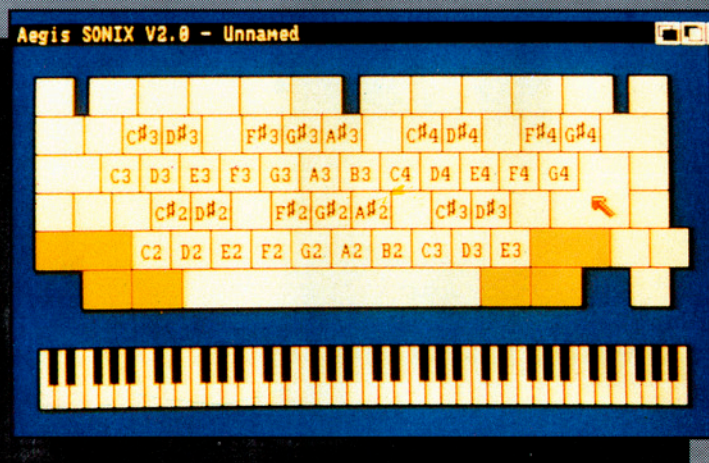 Aegis SONIX V2.0 - Unnamed
C#3 D#3 F#3 G#3 A#3 C#4 D#4 F#4 G#4
C3 D3 E3 F3 G3 A3 B3 C4 D4 E4 F4 G4
C#2 D#2 F#2 G#2 A#2 C#3 D#3
C2 D2 E2 F2 G2 A2 B2 C3 D3 E3